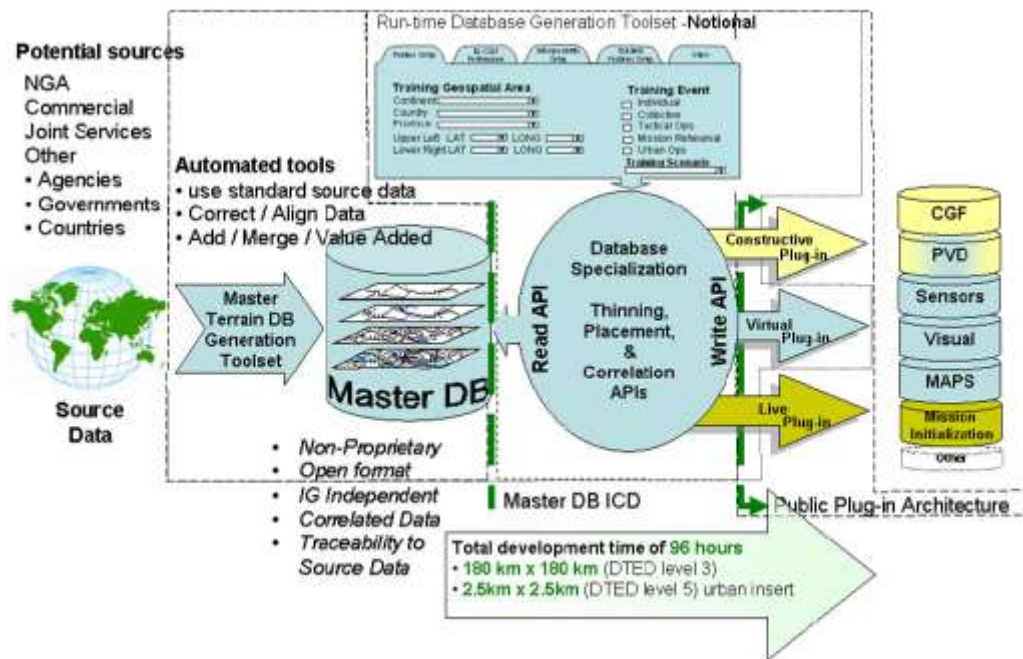 Run-time Database Generation Toolset -Notional
Potential sources
NGA
Commercial
Joint Services
Other
• Agencies
• Governments
• Countries
Training Geospatial Area
Continent
Country
Province
Upper Left LAT LONG
Lower Right LAT LONG
Training Event
Individual
Collective
Tactical Ops
Mission Rehearsal
Urban Ops
Training Scenario
Automated tools
• use standard source data
• Correct / Align Data
• Add / Merge / Value Added
Source
Data
Master
Terrain DB
Generation
Toolset
Master DB
Read API
Database
Specialization
Thinning,
Placement,
&
Correlation
APIs
Write API
Constructive
Plug-in
Virtual
Plug-in
Live
Plug-in
CGF
PVD
Sensors
Visual
MAPS
Mission
Initialization
Other
• Non-Proprietary
• Open format
• IG Independent
• Correlated Data
• Traceability to
Source Data
Master DB ICD
Public Plug-in Architecture
Total development time of 96 hours
• 180 km x 180 km (DTED level 3)
• 2.5km x 2.5km (DTED level 5) urban insert